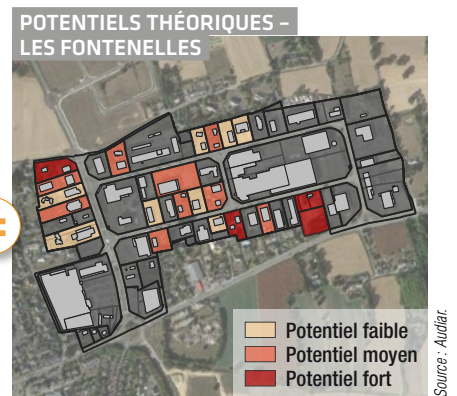 POTENTIELS THÉORIQUES –
LES FONTENELLES
=
Potentiel faible
Potentiel moyen
Potentiel fort
Source : Audiar.